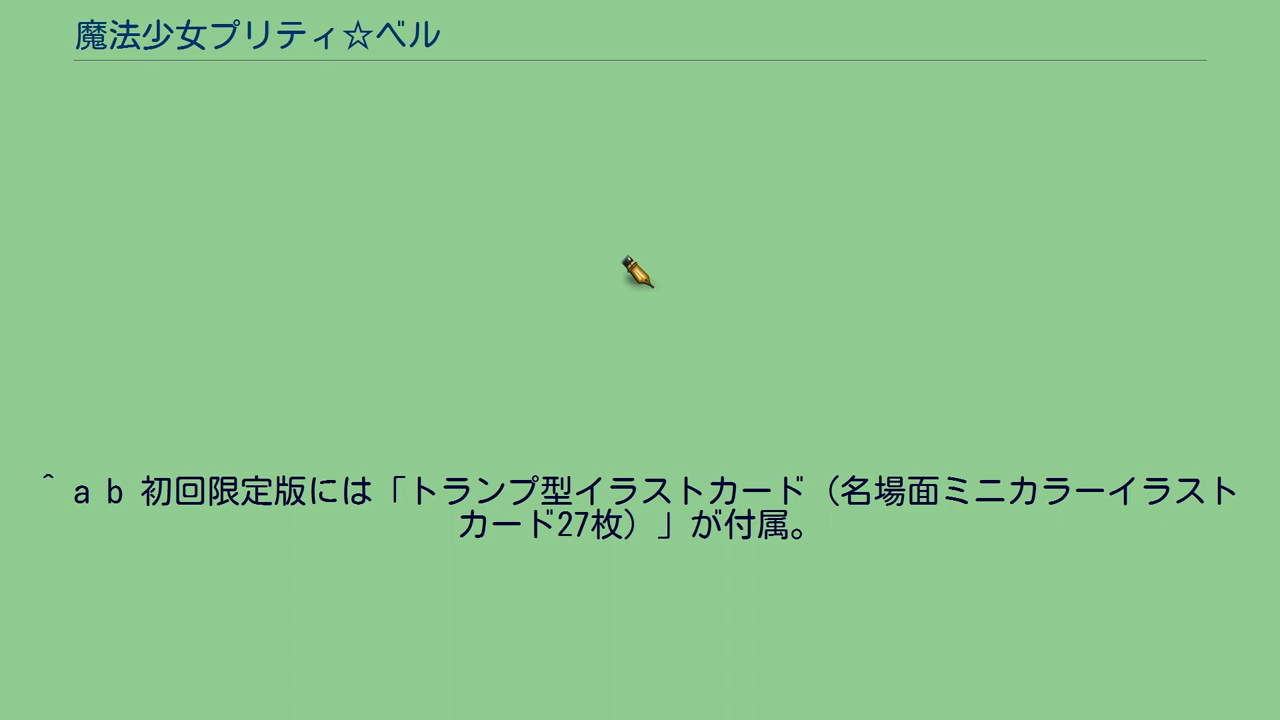 魔法少女プリティ☆ベル
^ a b 初回限定版には「トランプ型イラストカード（名場面ミニカラーイラスト
カード27枚）」が付属。